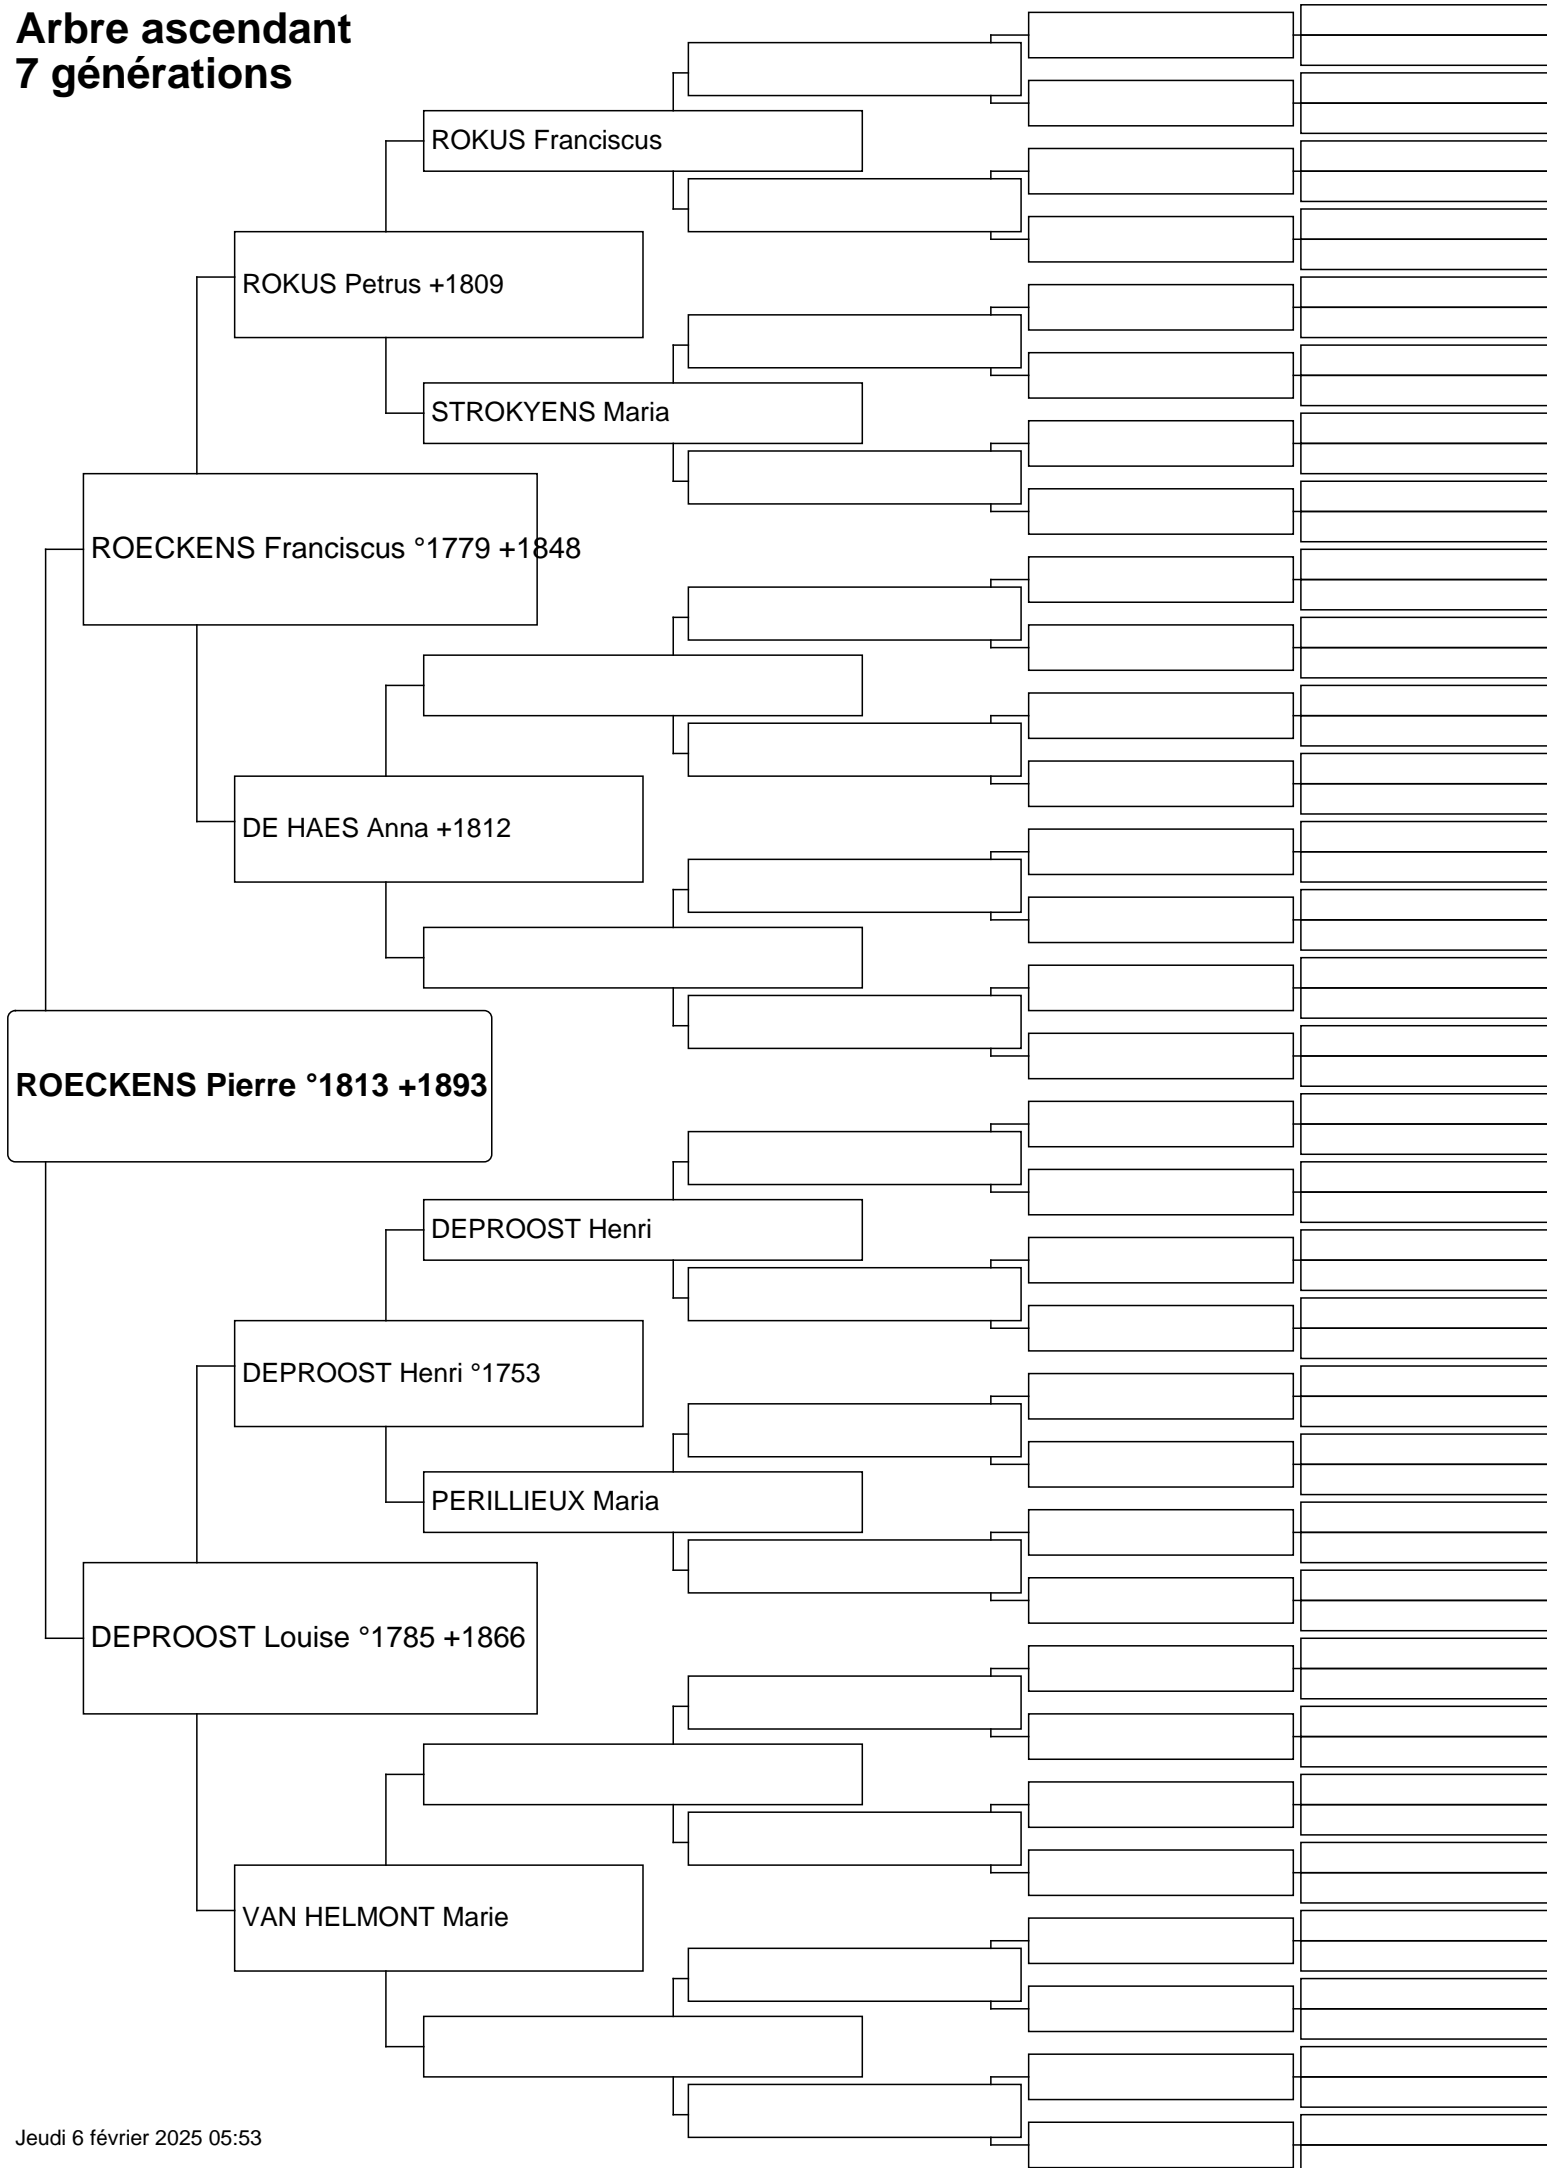 Arbre ascendant
7 générations
ROKUS Franciscus
ROKUS Petrus +1809
STROKYENS Maria
ROECKENS Franciscus °1779 +1848
DE HAES Anna +1812
ROECKENS Pierre °1813 +1893
DEPROOST Henri
DEPROOST Henri °1753
PERILLIEUX Maria
DEPROOST Louise °1785 +1866
VAN HELMONT Marie
Jeudi 6 février 2025 05:53